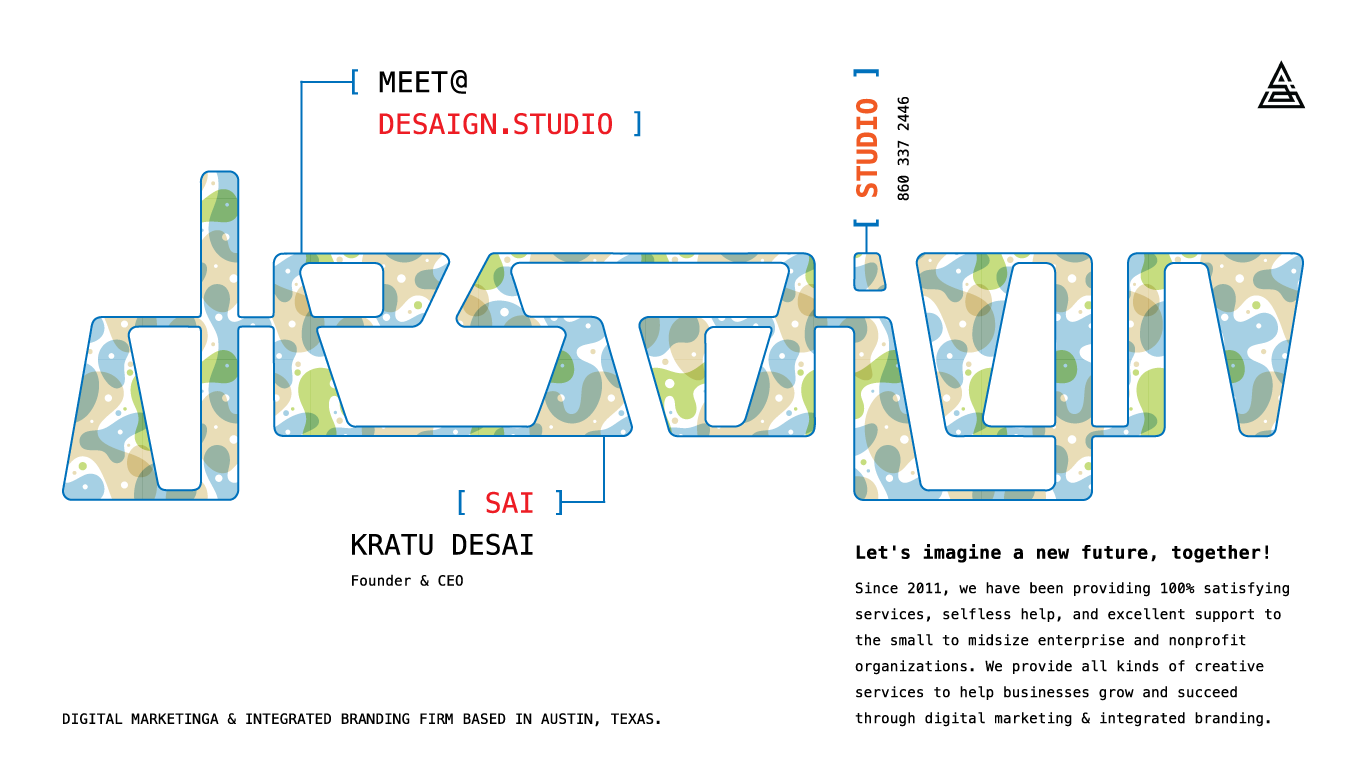 [ MEET@
DESAIGN.STUDIO ]
[ STUDIO ]
860 337 2446
desaign
[ SAI ]
KRATU DESAI
Founder & CEO
Let's imagine a new future, together!
Since 2011, we have been providing 100% satisfying
services, selfless help, and excellent support to
the small to midsize enterprise and nonprofit
organizations. We provide all kinds of creative
services to help businesses grow and succeed
through digital marketing & integrated branding.
DIGITAL MARKETINGA & INTEGRATED BRANDING FIRM BASED IN AUSTIN, TEXAS.